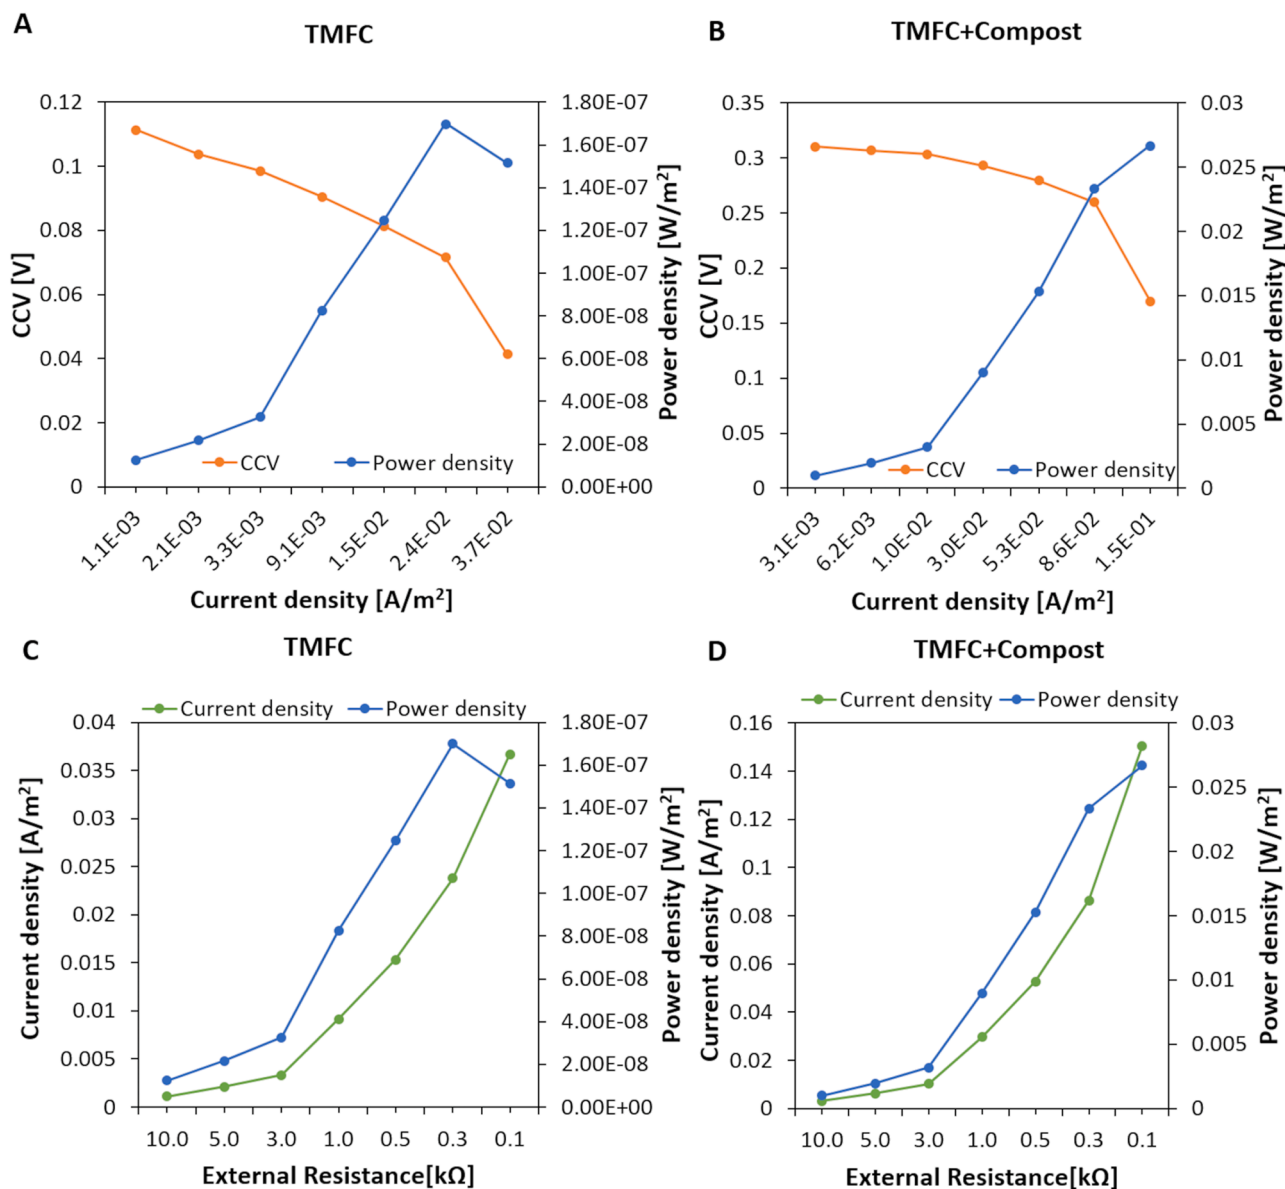 A
TMFC
0.12
0.1
0.08
0.06
0.04
0.02
0
CCV [V]
1.80E-07
1.60E-07
1.40E-07
1.20E-07
1.00E-07
8.00E-08
6.00E-08
4.00E-08
2.00E-08
0.00E+00
Power density [W/m²]
CCV Power density
1.1E-03 2.1E-03 3.3E-03 9.1E-03 1.5E-02 2.4E-02 3.7E-02
Current density [A/m²]
B
TMFC+Compost
0.35
0.3
0.25
0.2
0.15
0.1
0.05
0
CCV [V]
0.03
0.025
0.02
0.015
0.01
0.005
0
Power density [W/m²]
CCV Power density
3.1E-03 6.2E-03 1.0E-02 3.0E-02 5.3E-02 8.6E-02 1.5E-01
Current density [A/m²]
C
TMFC
Current density Power density
0.04
0.035
0.03
0.025
0.02
0.015
0.01
0.005
0
Current density [A/m²]
1.80E-07
1.60E-07
1.40E-07
1.20E-07
1.00E-07
8.00E-08
6.00E-08
4.00E-08
2.00E-08
0.00E+00
Power density [W/m²]
10.0 5.0 3.0 1.0 0.5 0.3 0.1
External Resistance[kΩ]
D
TMFC+Compost
Current density Power density
0.16
0.14
0.12
0.1
0.08
0.06
0.04
0.02
0
Current density [A/m²]
0.03
0.025
0.02
0.015
0.01
0.005
0
Power density [W/m²]
10.0 5.0 3.0 1.0 0.5 0.3 0.1
External Resistance[kΩ]